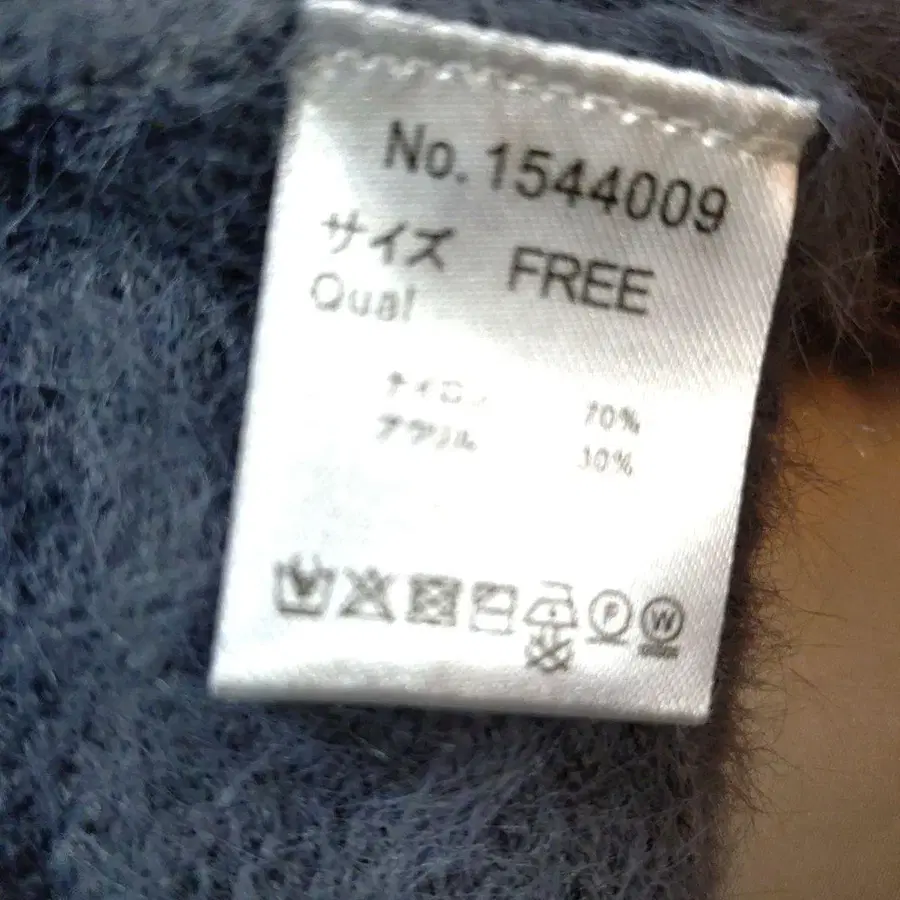 No. 1544009
サイズ FREE
Qual
ナイロン 70%
アクリル 30%
P W